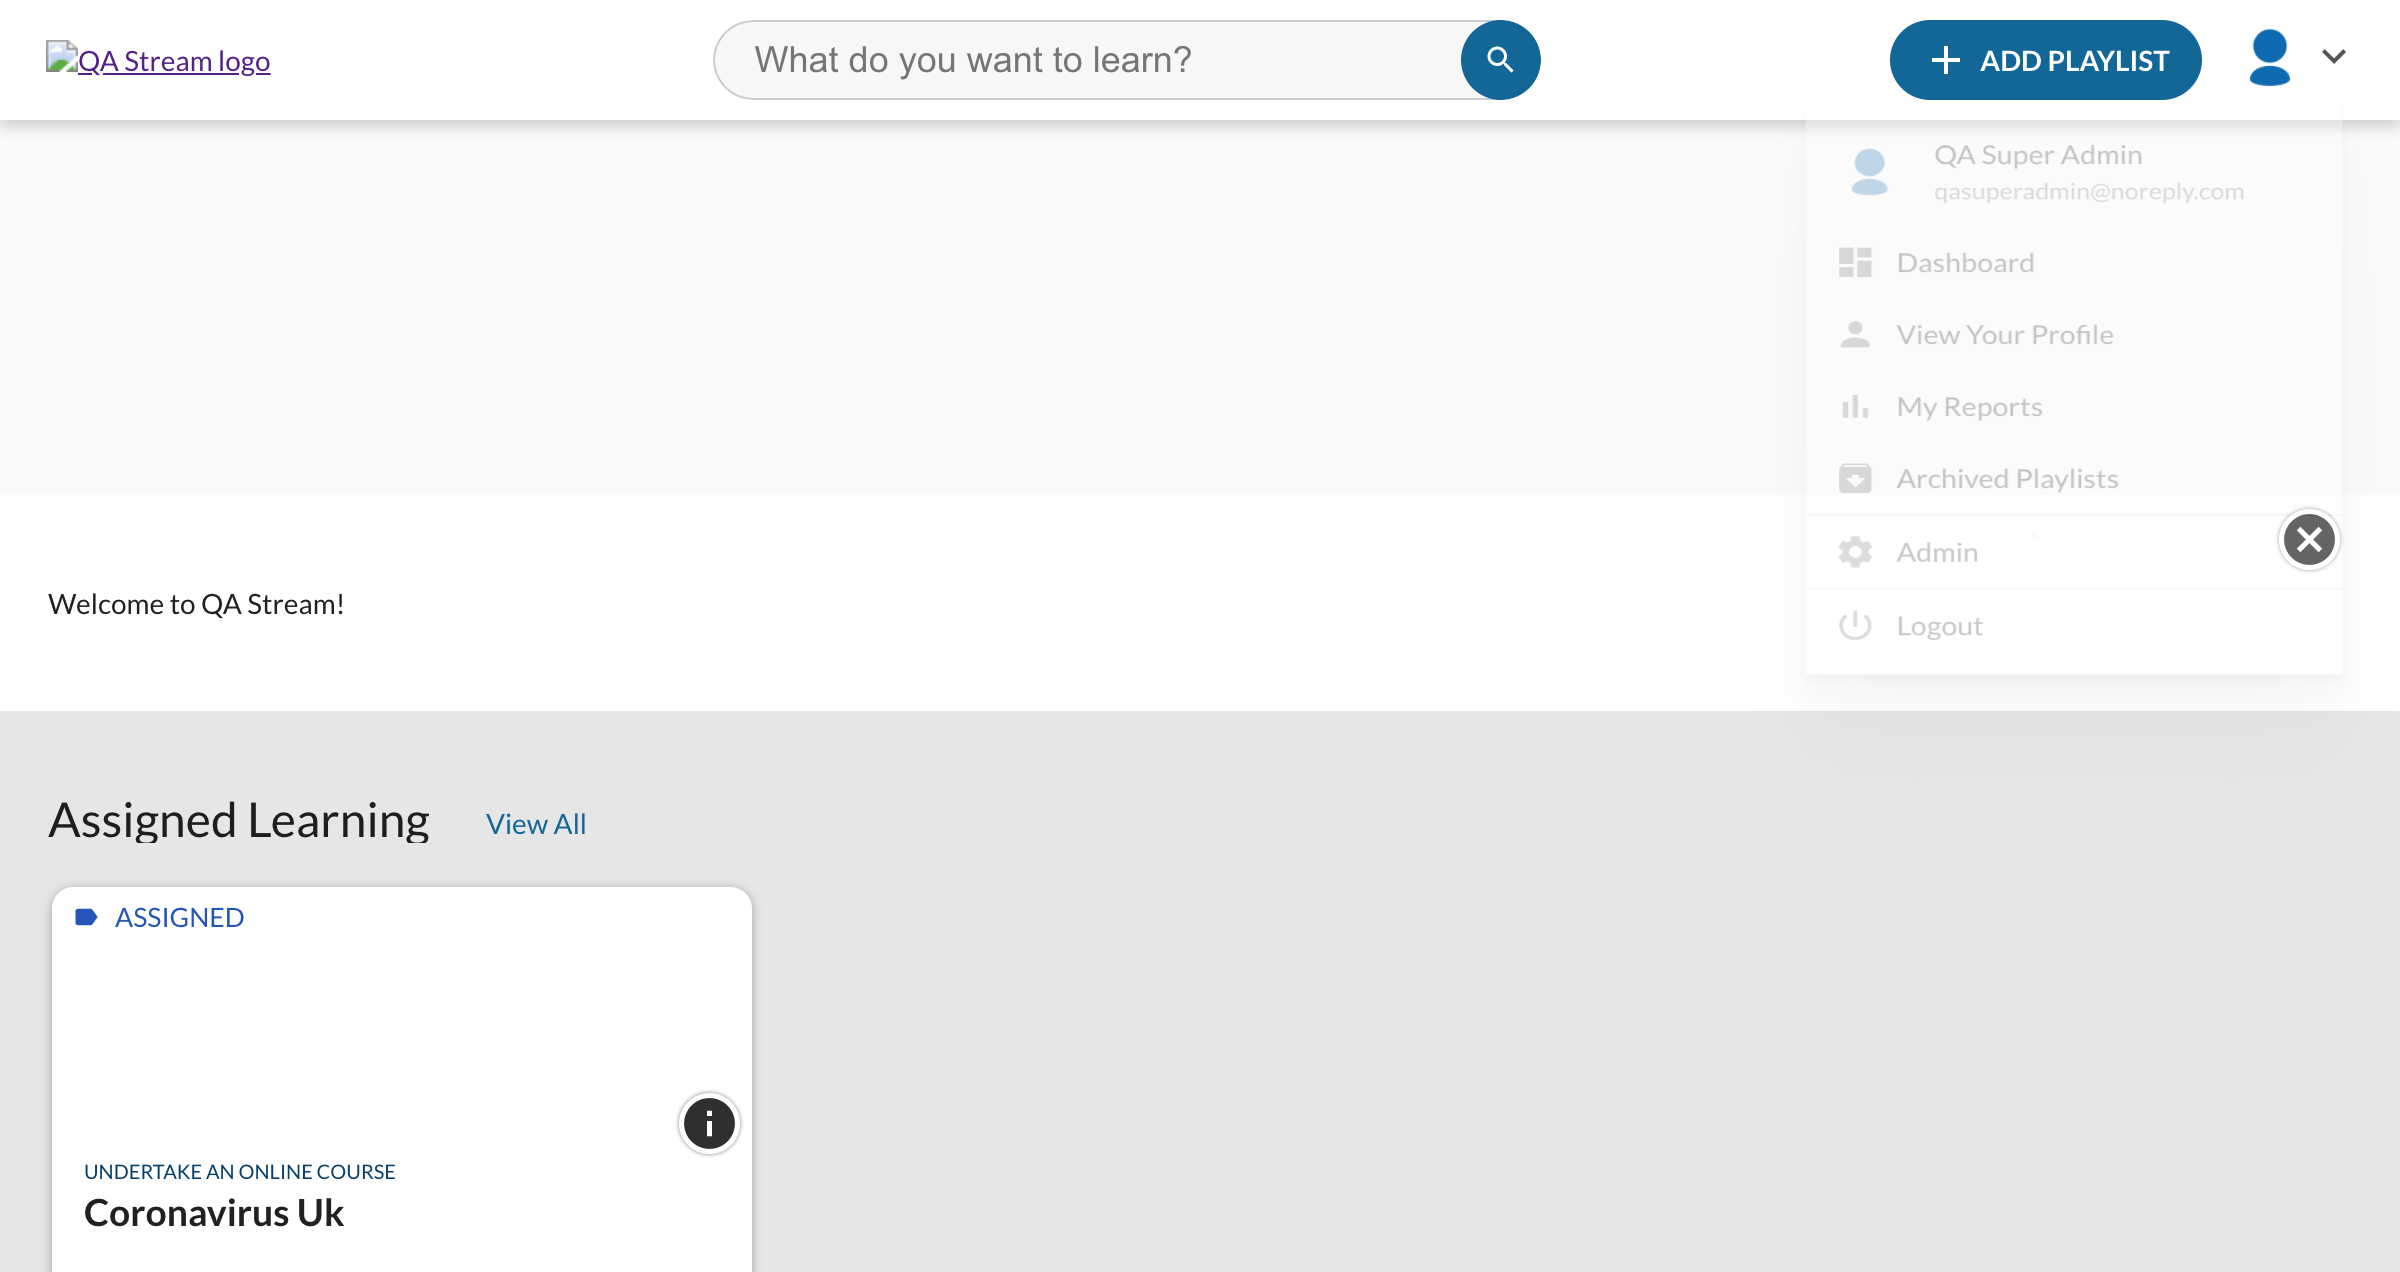 QA Stream logo
What do you want to learn?
ADD PLAYLIST
QA Super Admin
qasuperadmin@noreply.com
Dashboard
View Your Profile
My Reports
Archived Playlists
Admin
Logout
Welcome to QA Stream!
Assigned Learning
View All
ASSIGNED
UNDERTAKE AN ONLINE COURSE
Coronavirus Uk